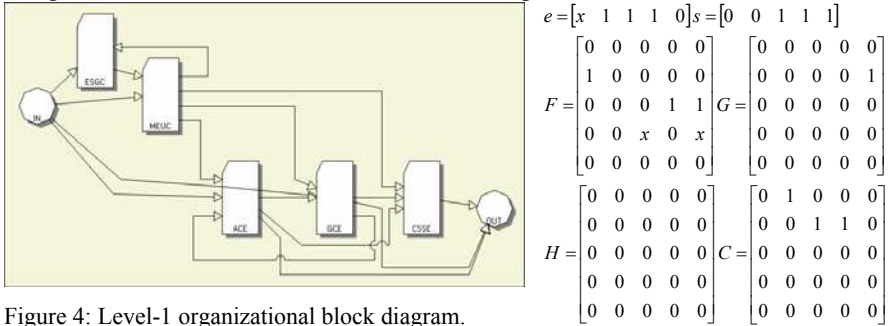 e = [x 1 1 1 0] s = [0 0 1 1 1]
ESGC
IN
MEUC
ACE
GCE
CSSE
OUT
F =
0 0 0 0 0
1 0 0 0 0
0 0 0 1 1
0 0 x 0 x
0 0 0 0 0
G =
0 0 0 0 0
0 0 0 0 1
0 0 0 0 0
0 0 0 0 0
0 0 0 0 0
H =
0 0 0 0 0
0 0 0 0 0
0 0 0 0 0
0 0 0 0 0
0 0 0 0 0
C =
0 1 0 0 0
0 0 1 1 0
0 0 0 0 0
0 0 0 0 0
0 0 0 0 0
Figure 4: Level-1 organizational block diagram.